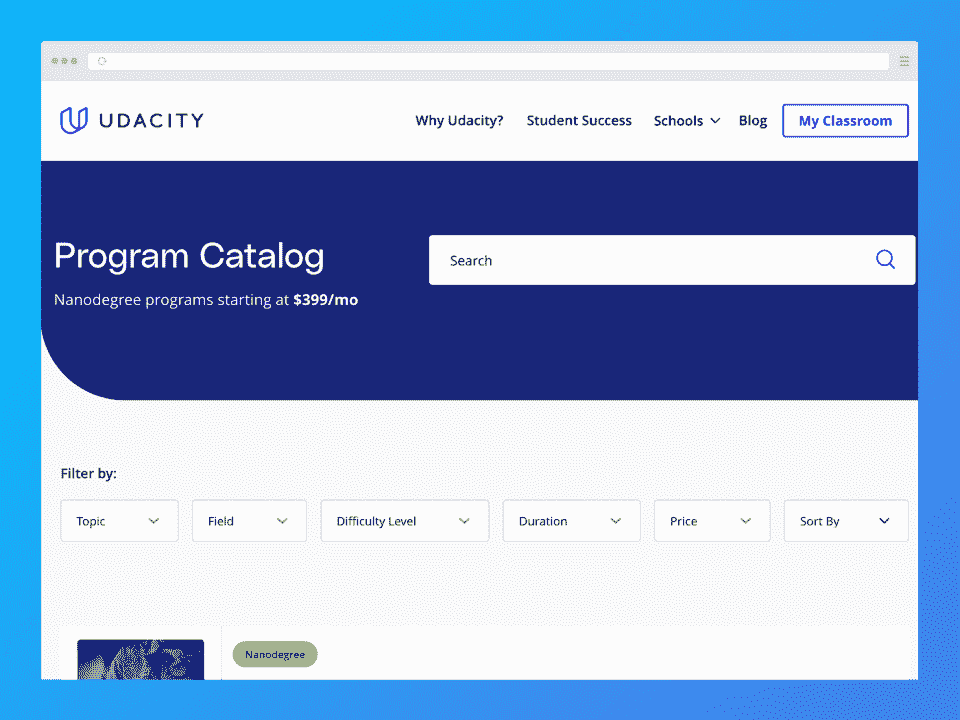 UDACITY
Why Udacity? Student Success Schools Blog My Classroom
Program Catalog
Search
Nanodegree programs starting at $399/mo
Filter by:
Topic Field Difficulty Level Duration Price Sort By
Nanodegree